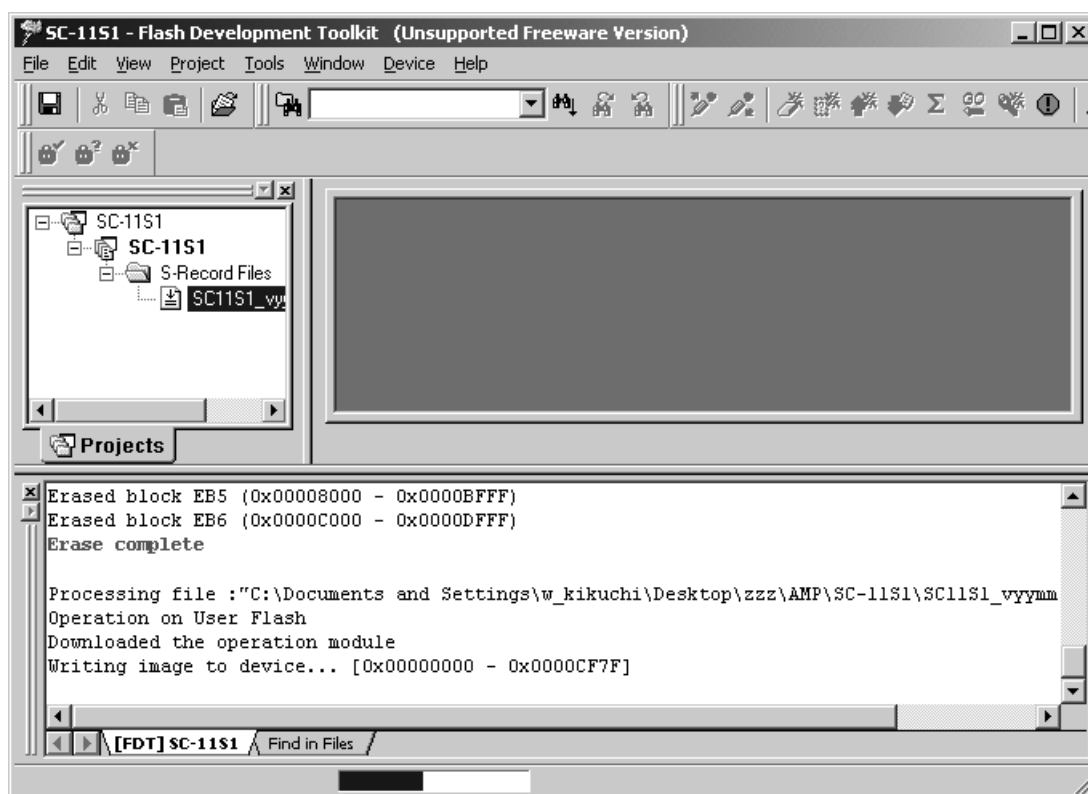 SC-11S1 - Flash Development Toolkit (Unsupported Freeware Version)
File Edit View Project Tools Window Device Help
SC-11S1
SC-11S1
S-Record Files
SC11S1_vy
Projects
Erased block EB5 (0x00008000 - 0x0000BFFF)
Erased block EB6 (0x0000C000 - 0x0000DFFF)
Erase complete
Processing file :"C:\Documents and Settings\w_kikuchi\Desktop\zzz\AMP\SC-11S1\SC11S1_vyymm
Operation on User Flash
Downloaded the operation module
Writing image to device... [0x00000000 - 0x0000CF7F]
[FDT] SC-11S1 Find in Files